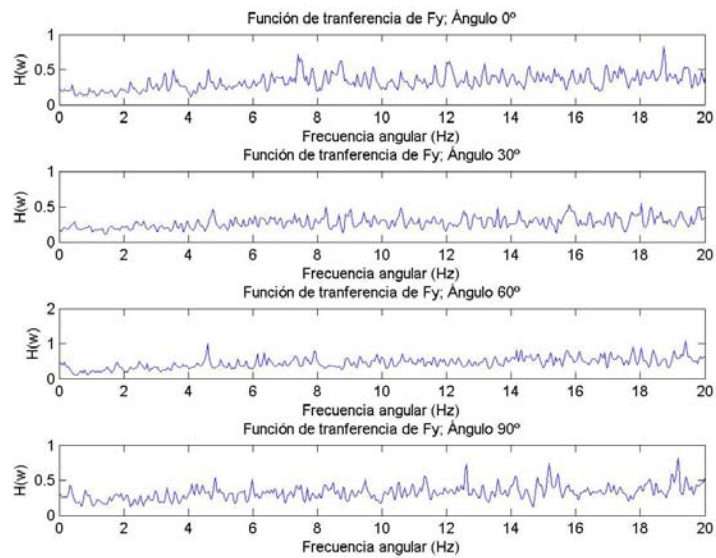 Función de tranferencia de Fy; Ángulo 0º
1
0.5
0
H(w)
0 2 4 6 8 10 12 14 16 18 20
Frecuencia angular (Hz)
Función de tranferencia de Fy; Ángulo 30º
1
0.5
0
H(w)
0 2 4 6 8 10 12 14 16 18 20
Frecuencia angular (Hz)
Función de tranferencia de Fy; Ángulo 60º
2
1
0
H(w)
0 2 4 6 8 10 12 14 16 18 20
Frecuencia angular (Hz)
Función de tranferencia de Fy; Ángulo 90º
1
0.5
0
H(w)
0 2 4 6 8 10 12 14 16 18 20
Frecuencia angular (Hz)